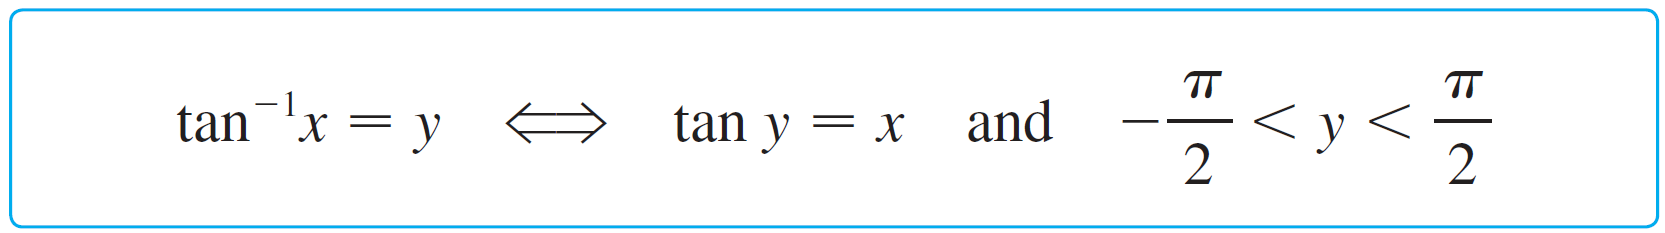 tan⁻¹x = y ⟺ tan y = x and −π/2 < y < π/2